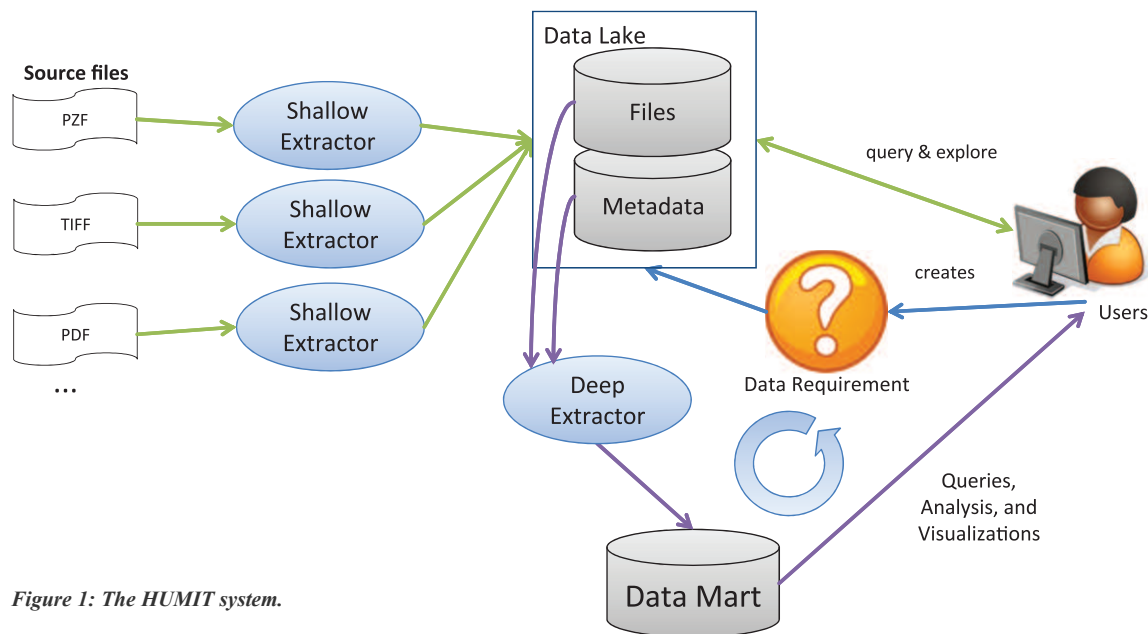 Source files
PZF
TIFF
PDF
...
Shallow
Extractor
Shallow
Extractor
Shallow
Extractor
Data Lake
Files
Metadata
query & explore
creates
Users
Data Requirement
Deep
Extractor
Queries,
Analysis, and
Visualizations
Data Mart
Figure 1: The HUMIT system.